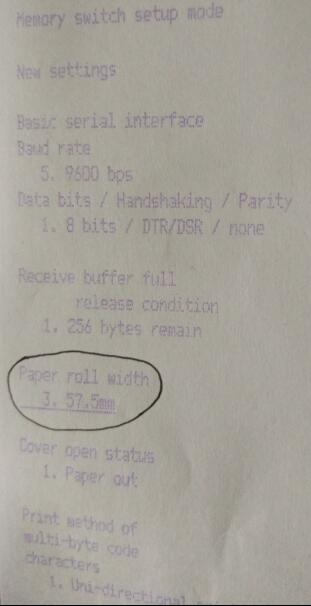 Memory switch setup mode
New settings
Basic serial interface
Baud rate
5. 9600 bps
Data bits / Handshaking / Parity
1. 8 bits / DTR/DSR / none
Receive buffer full
release condition
1. 256 bytes remain
Paper roll width
3. 57.5mm
Cover open status
1. Paper out
Print method of
multi-byte code
characters
1. Uni-directional